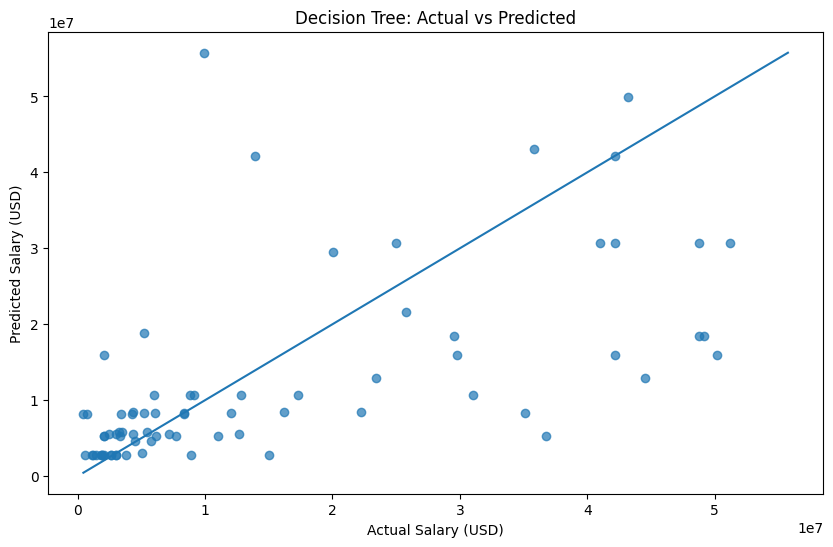 Decision Tree: Actual vs Predicted
1e7
Predicted Salary (USD)
5
4
3
2
1
0
0 1 2 3 4 5
1e7
Actual Salary (USD)